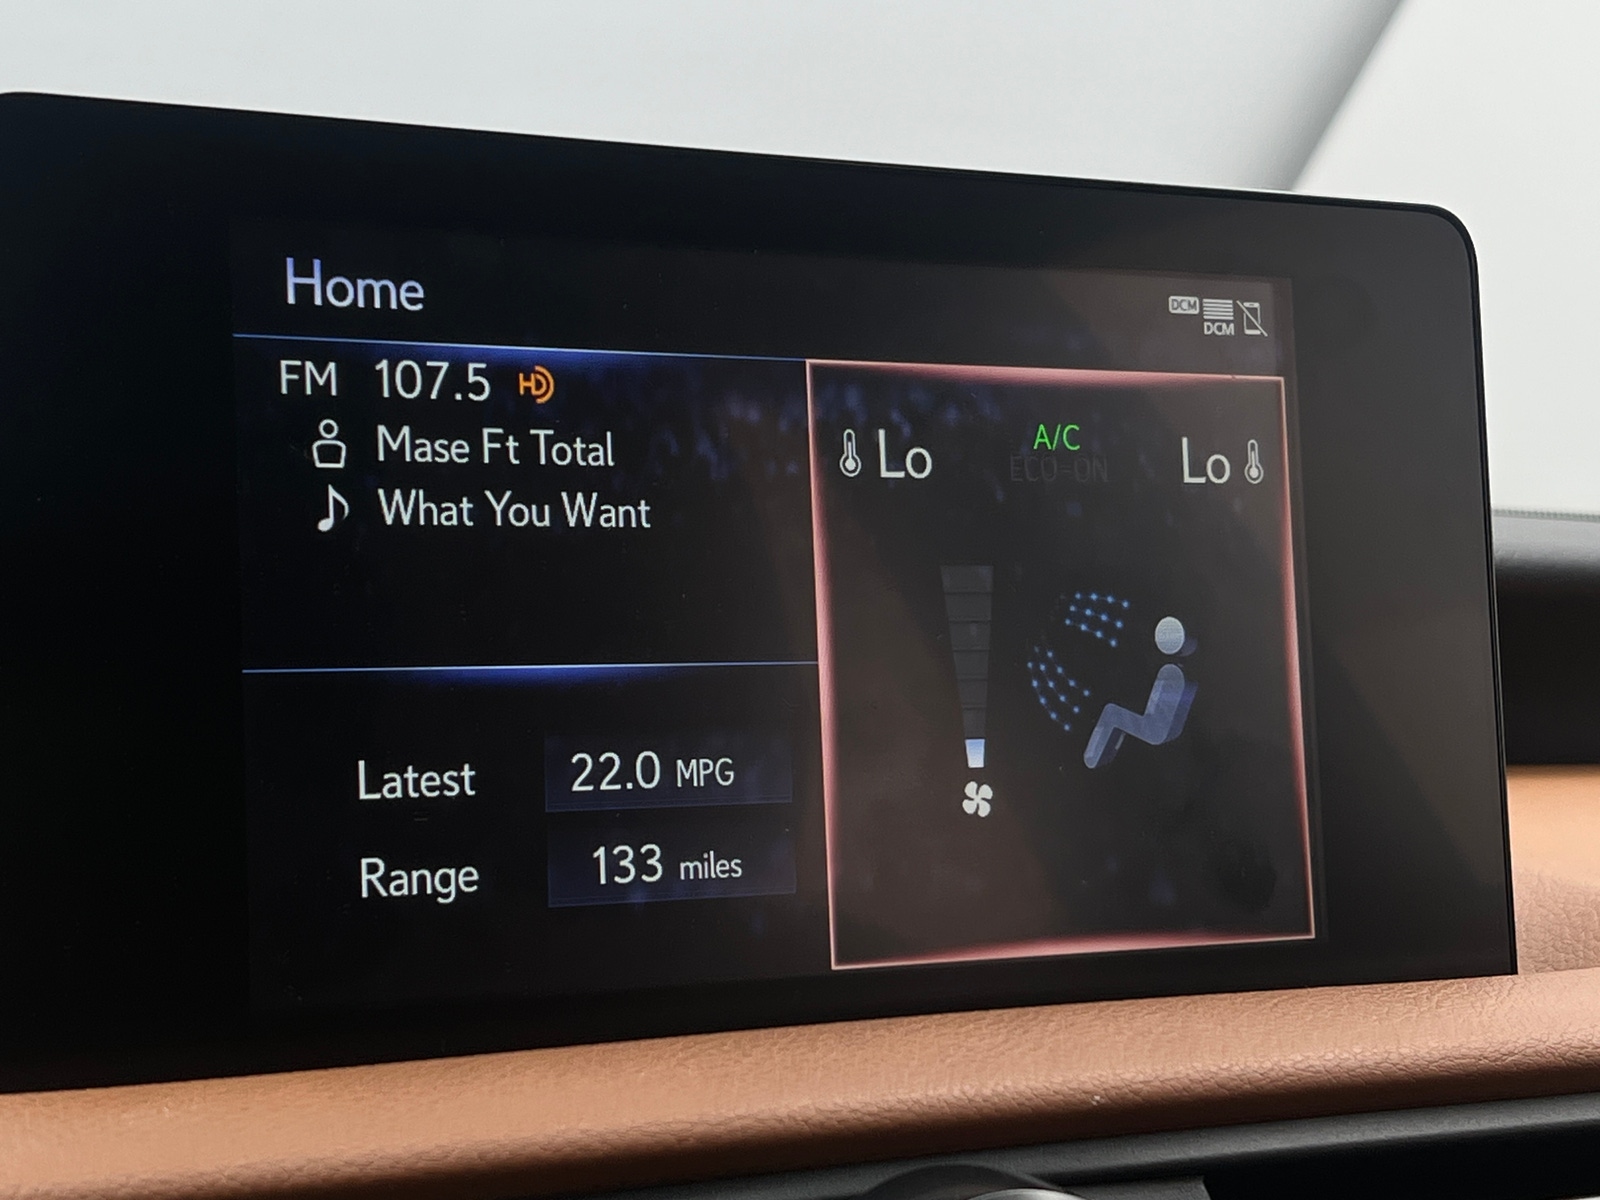 Home
DCM
DCM
FM 107.5 HD
Mase Ft Total
What You Want
Lo A/C Lo
ECO-ON
Latest 22.0 MPG
Range 133 miles